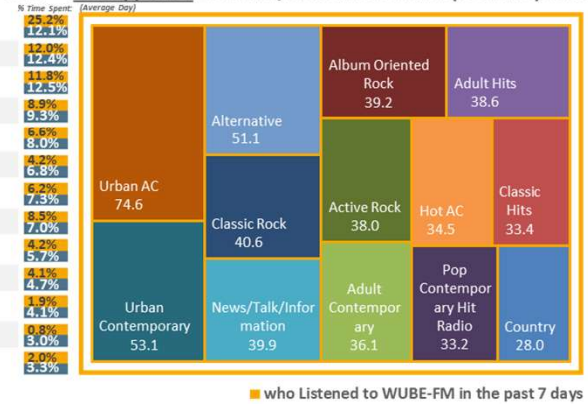 % Time Spent: (Average Day)
25.2%
12.1%
12.0%
12.4%
11.8%
12.5%
8.9%
9.3%
6.6%
8.0%
4.2%
6.8%
6.2%
7.3%
8.5%
7.0%
4.2%
5.7%
4.1%
4.7%
1.9%
4.1%
0.8%
3.0%
2.0%
3.3%
Urban AC
74.6
Urban
Contemporary
53.1
Alternative
51.1
Classic Rock
40.6
News/Talk/Infor
mation
39.9
Album Oriented
Rock
39.2
Adult Hits
38.6
Active Rock
38.0
Hot AC
34.5
Classic
Hits
33.4
Adult
Contempor
ary
36.1
Pop
Contempor
ary Hit
Radio
33.2
Country
28.0
who Listened to WUBE-FM in the past 7 days